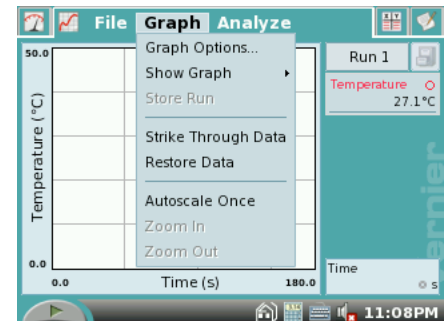 File Graph Analyze
50.0
Temperature (°C)
0.0
0.0 Time (s) 180.0
Graph Options...
Show Graph
Store Run
Strike Through Data
Restore Data
Autoscale Once
Zoom In
Zoom Out
Run 1
Temperature
27.1°C
Time
s
11:08PM